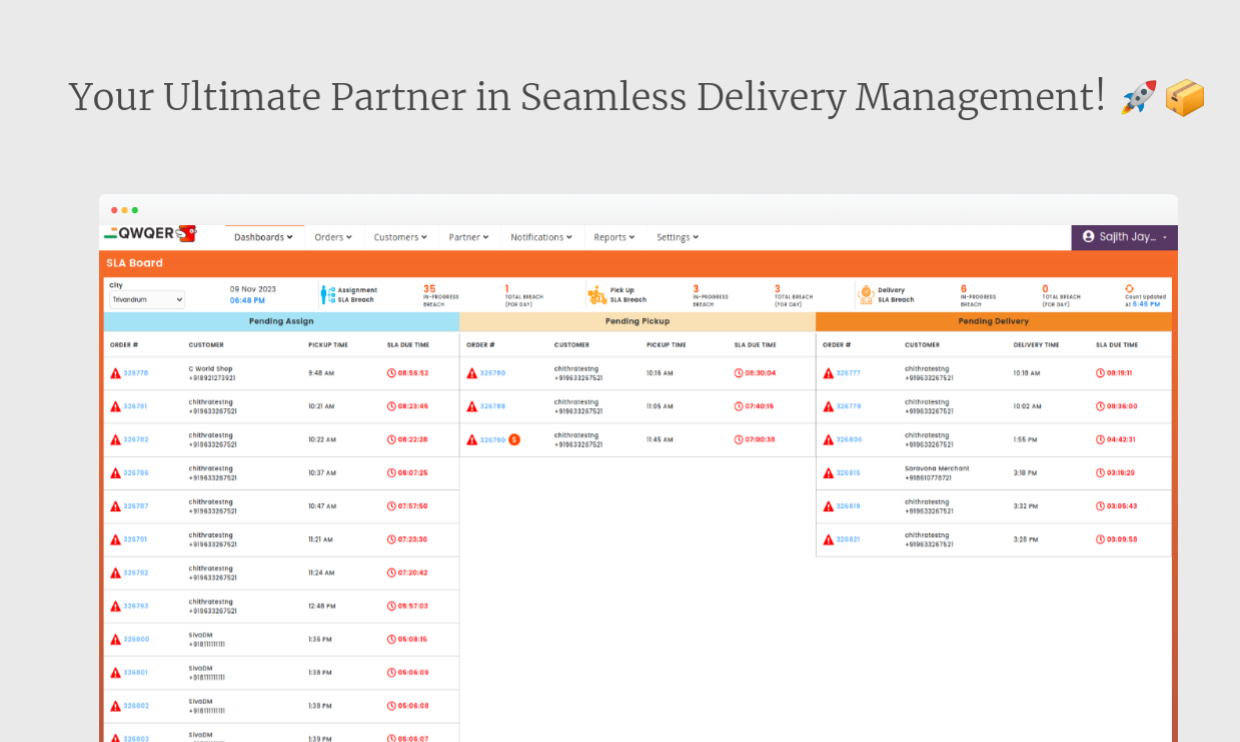 Your Ultimate Partner in Seamless Delivery Management! 🚀📦
QWQER
Dashboards Orders Customers Partner Notifications Reports Settings Sajith Jay...
SLA Board
City
Trivandrum
09 Nov 2023
06:48 PM
Assignment
SLA Breach
35
IN-PROGRESS
BREACH
1
TOTAL BREACH
(FOR DAY)
Pick Up
SLA Breach
3
IN-PROGRESS
BREACH
3
TOTAL BREACH
(FOR DAY)
Delivery
SLA Breach
6
IN-PROGRESS
BREACH
0
TOTAL BREACH
(FOR DAY)
Count Updated
At 6:46 PM
Pending Assign
ORDER # CUSTOMER PICKUP TIME SLA DUE TIME
326778 C World Shop 9:48 AM 08:56:52
+918921273921
326781 chithratestng 10:21 AM 08:23:45
+919633267521
326782 chithratestng 10:22 AM 08:22:28
+919633267521
326786 chithratestng 10:37 AM 08:07:25
+919633267521
326787 chithratestng 10:47 AM 07:57:50
+919633267521
326791 chithratestng 11:21 AM 07:23:36
+919633267521
326792 chithratestng 11:24 AM 07:20:42
+919633267521
326793 chithratestng 12:48 PM 05:57:03
+919633267521
326800 SivaDM 1:36 PM 05:08:15
+918111111111
326801 SivaDM 1:38 PM 05:06:09
+918111111111
326802 SivaDM 1:38 PM 05:06:08
+918111111111
326803 SivaDM 1:39 PM 05:06:07
Pending Pickup
ORDER # CUSTOMER PICKUP TIME SLA DUE TIME
326780 chithratestng 10:16 AM 08:30:04
+919633267521
326788 chithratestng 11:05 AM 07:40:15
+919633267521
326790 S chithratestng 11:45 AM 07:00:38
+919633267521
Pending Delivery
ORDER # CUSTOMER DELIVERY TIME SLA DUE TIME
326777 chithratestng 10:18 AM 08:19:11
+919633267521
326779 chithratestng 10:02 AM 08:36:00
+919633267521
326806 chithratestng 1:55 PM 04:42:31
+919633267521
326815 Saravana Merchant 3:18 PM 03:19:29
+918610778721
326819 chithratestng 3:32 PM 03:05:43
+919633267521
326821 chithratestng 3:28 PM 03:09:58
+919633267521